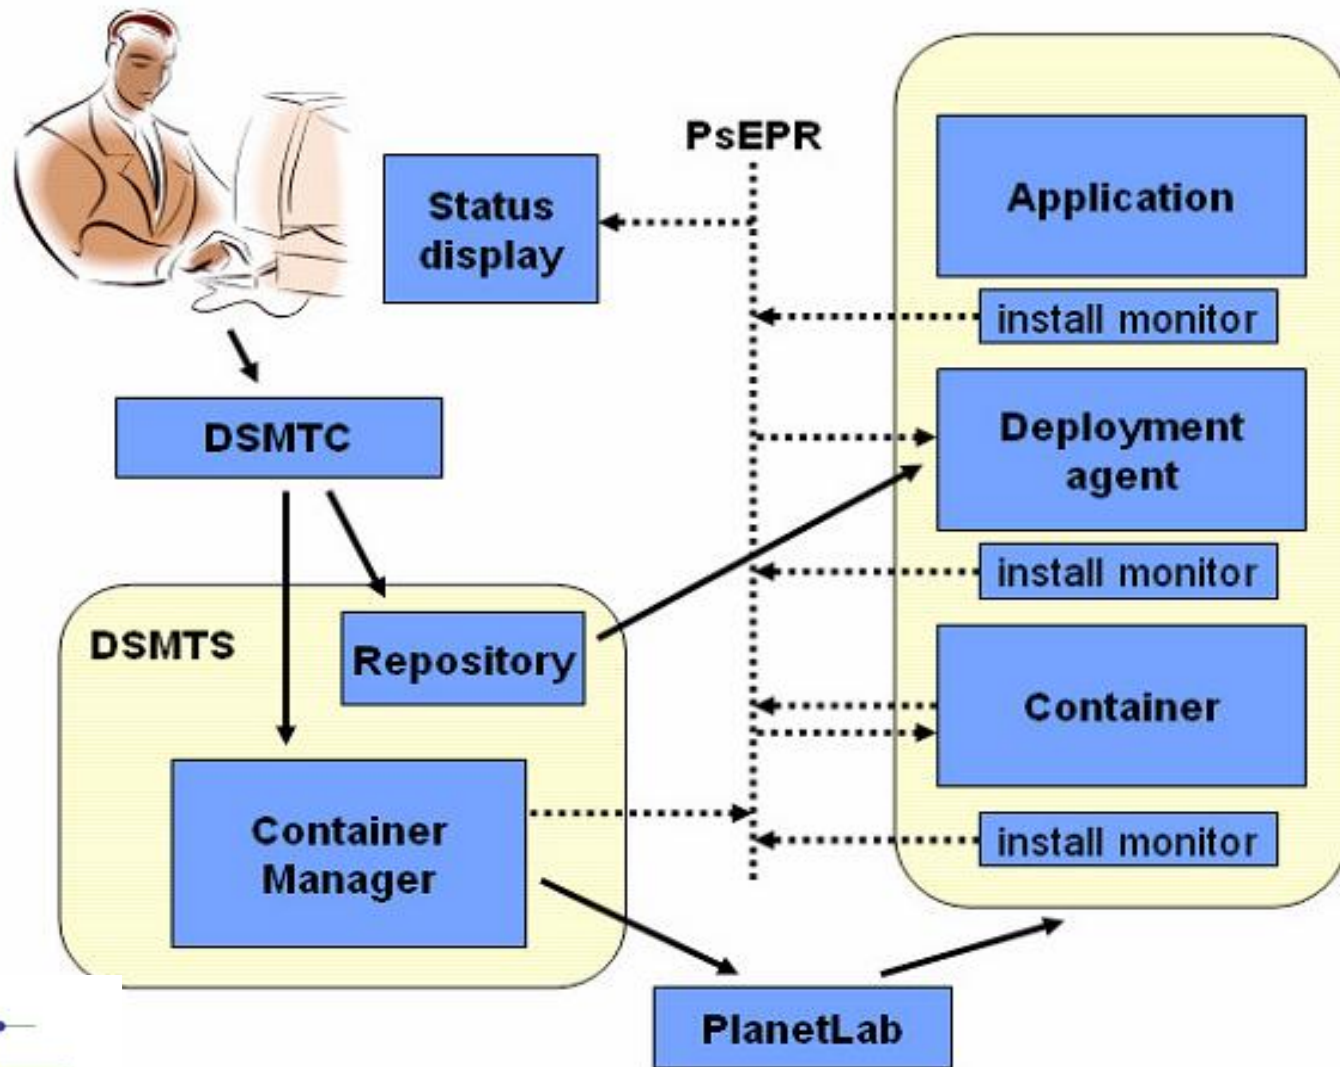 PsEPR
Status
display
Application
install monitor
DSMTC
Deployment
agent
install monitor
DSMTS
Repository
Container
Container
Manager
install monitor
PlanetLab